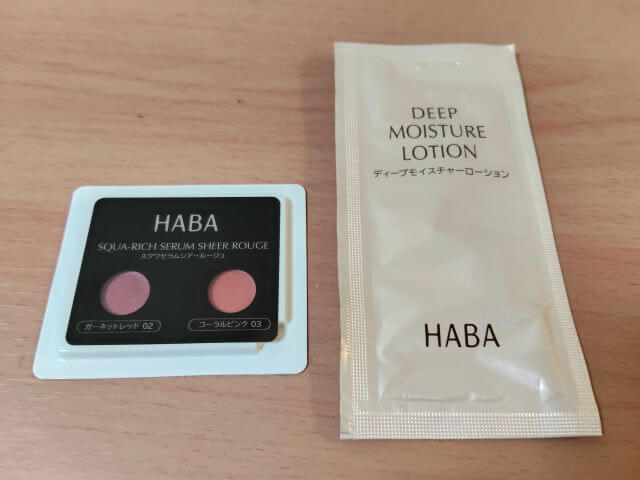 HABA
SQUA-RICH SERUM SHEER ROUGE
スクワセラムシアールージュ
ガーネットレッド 02
コーラルピンク 03
DEEP
MOISTURE
LOTION
ディープモイスチャーローション
HABA